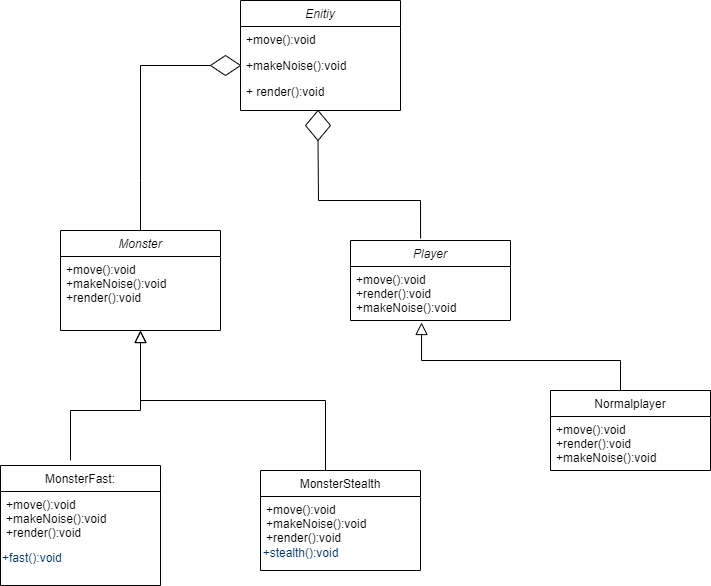 Enitiy
+move():void
+makeNoise():void
+ render():void
Monster
+move():void
+makeNoise():void
+render():void
Player
+move():void
+render():void
+makeNoise():void
Normalplayer
+move():void
+render():void
+makeNoise():void
MonsterFast:
+move():void
+makeNoise():void
+render():void
+fast():void
MonsterStealth
+move():void
+makeNoise():void
+render():void
+stealth():void